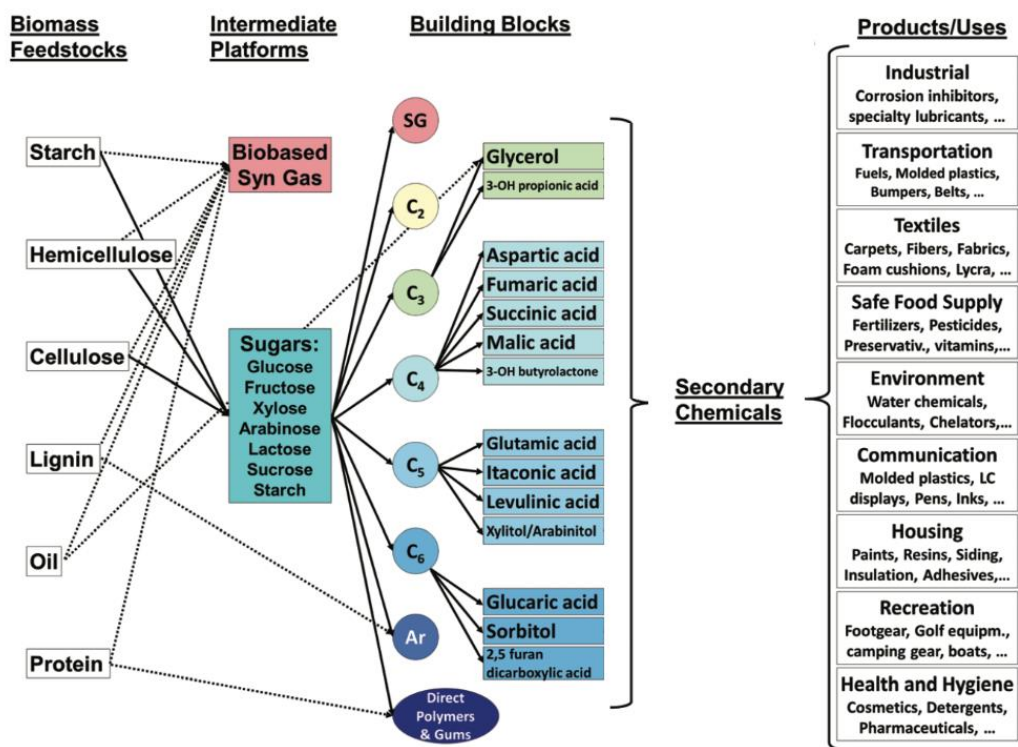 Biomass
Feedstocks
Intermediate
Platforms
Building Blocks
Products/Uses
Starch
Hemicellulose
Cellulose
Lignin
Oil
Protein
Biobased
Syn Gas
Sugars:
Glucose
Fructose
Xylose
Arabinose
Lactose
Sucrose
Starch
SG
C₂
C₃
C₄
C₅
C₆
Ar
Direct
Polymers
& Gums
Glycerol
3-OH propionic acid
Aspartic acid
Fumaric acid
Succinic acid
Malic acid
3-OH butyrolactone
Glutamic acid
Itaconic acid
Levulinic acid
Xylitol/Arabinitol
Glucaric acid
Sorbitol
2,5 furan
dicarboxylic acid
Secondary
Chemicals
Industrial
Corrosion inhibitors,
specialty lubricants, ...
Transportation
Fuels, Molded plastics,
Bumpers, Belts, ...
Textiles
Carpets, Fibers, Fabrics,
Foam cushions, Lycra, ...
Safe Food Supply
Fertilizers, Pesticides,
Preservativ., vitamins,...
Environment
Water chemicals,
Flocculants, Chelators,...
Communication
Molded plastics, LC
displays, Pens, Inks, ...
Housing
Paints, Resins, Siding,
Insulation, Adhesives,...
Recreation
Footgear, Golf equipm.,
camping gear, boats, ...
Health and Hygiene
Cosmetics, Detergents,
Pharmaceuticals, ...